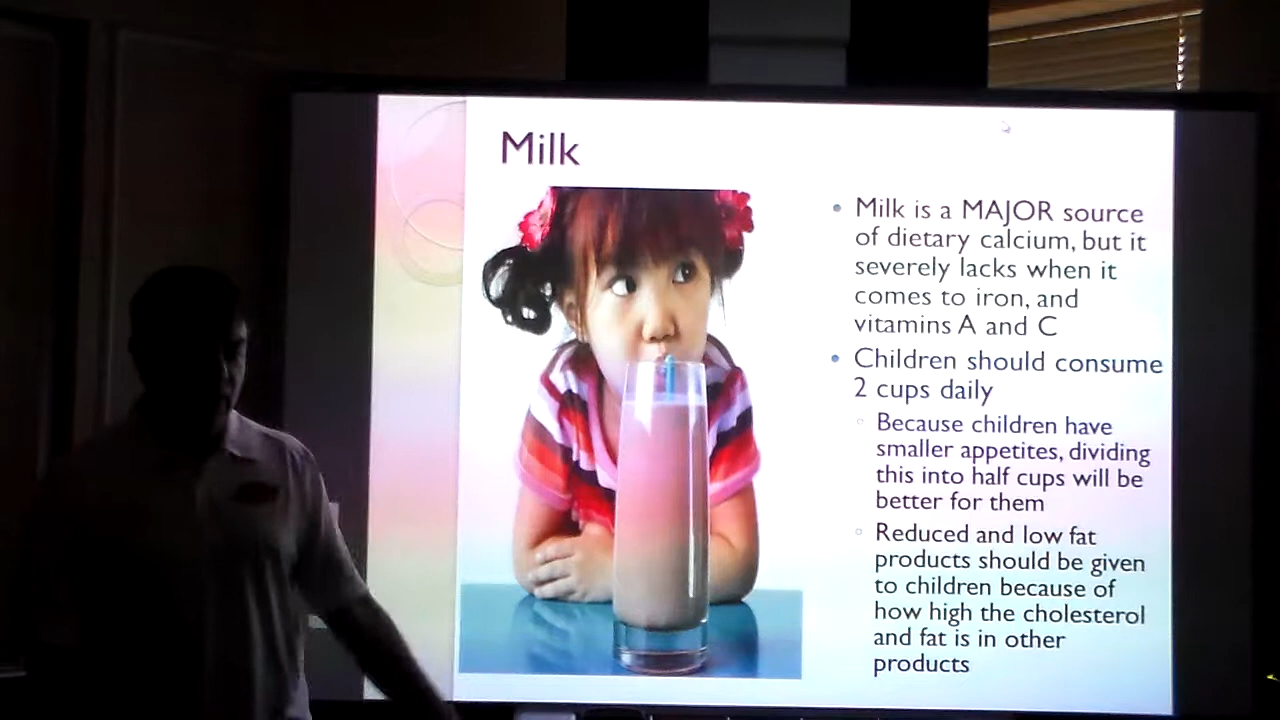 Milk
Milk is a MAJOR source
of dietary calcium, but it
severely lacks when it
comes to iron, and
vitamins A and C
Children should consume
2 cups daily
Because children have
smaller appetites, dividing
this into half cups will be
better for them
Reduced and low fat
products should be given
to children because of
how high the cholesterol
and fat is in other
products